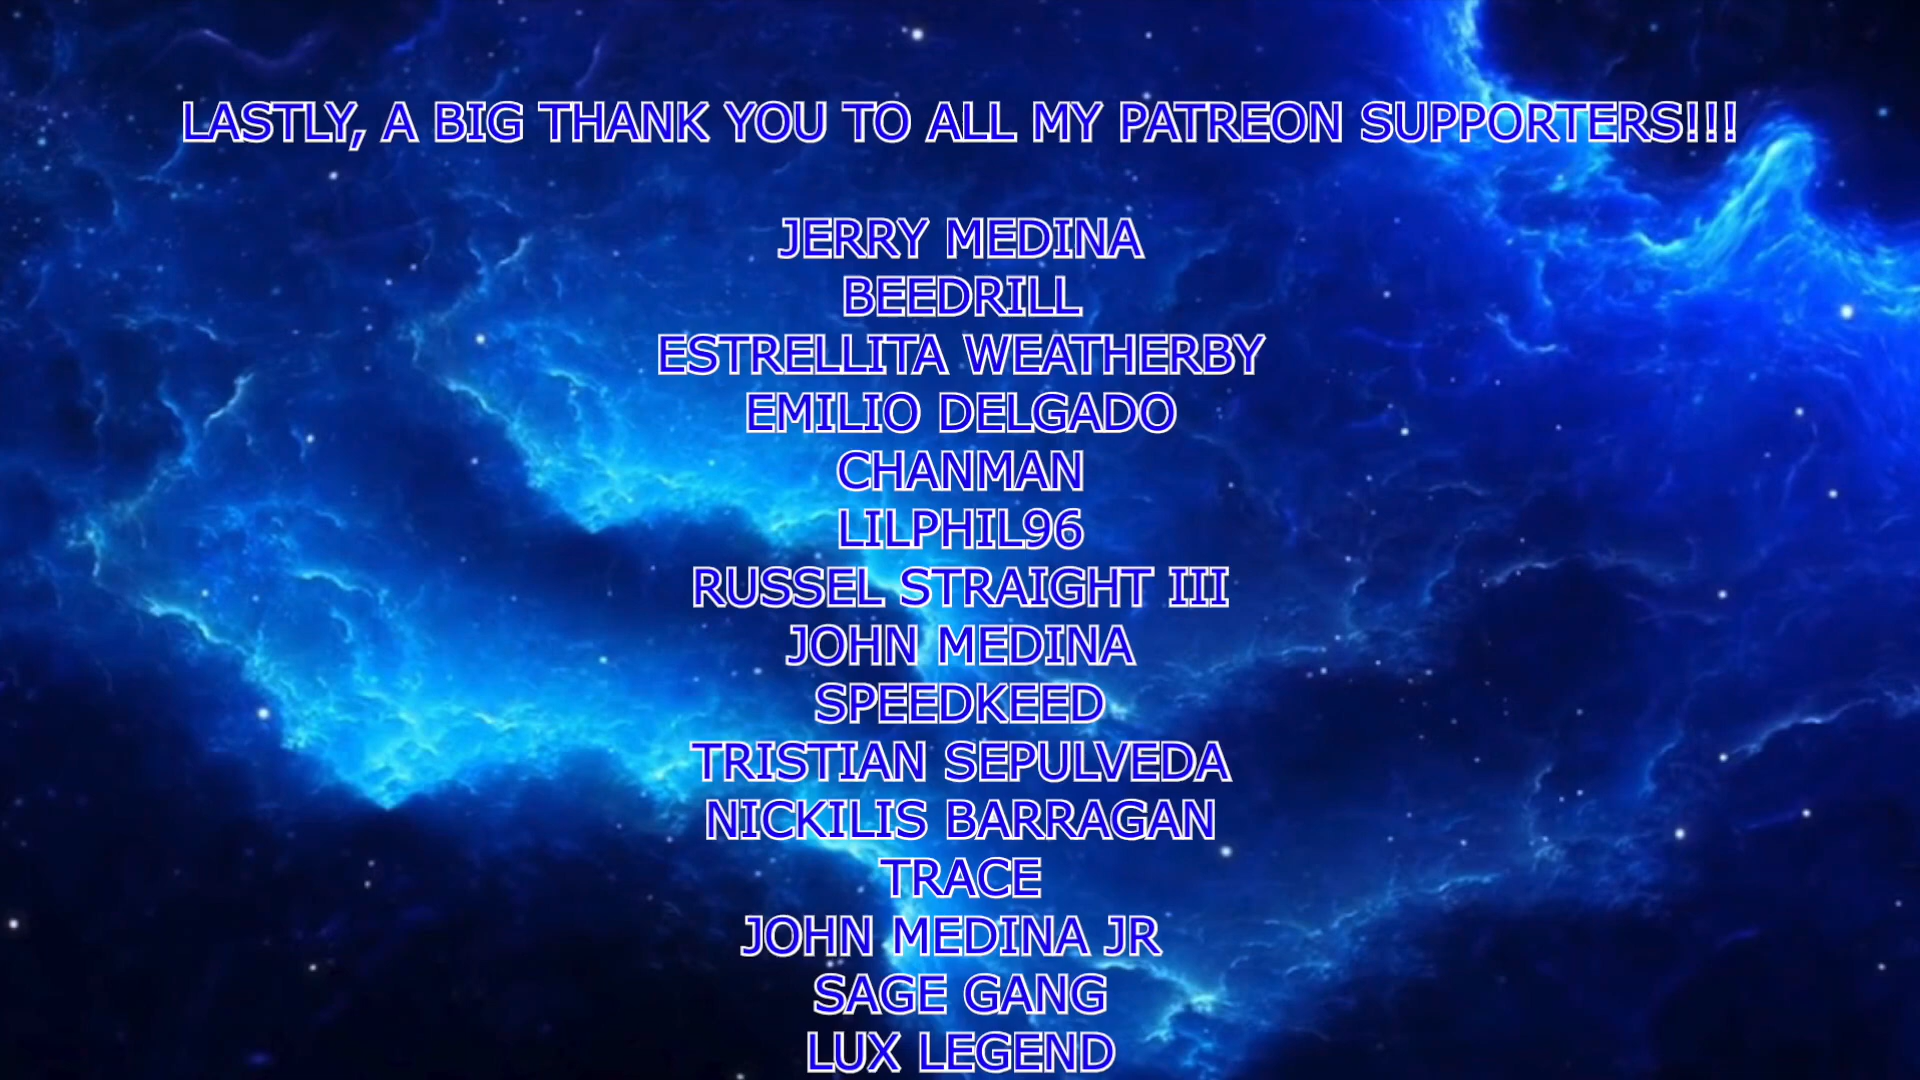 LASTLY, A BIG THANK YOU TO ALL MY PATREON SUPPORTERS!!!
JERRY MEDINA
BEEDRILL
ESTRELLITA WEATHERBY
EMILIO DELGADO
CHANMAN
LILPHIL96
RUSSEL STRAIGHT III
JOHN MEDINA
SPEEDKEED
TRISTIAN SEPULVEDA
NICKILIS BARRAGAN
TRACE
JOHN MEDINA JR
SAGE GANG
LUX LEGEND